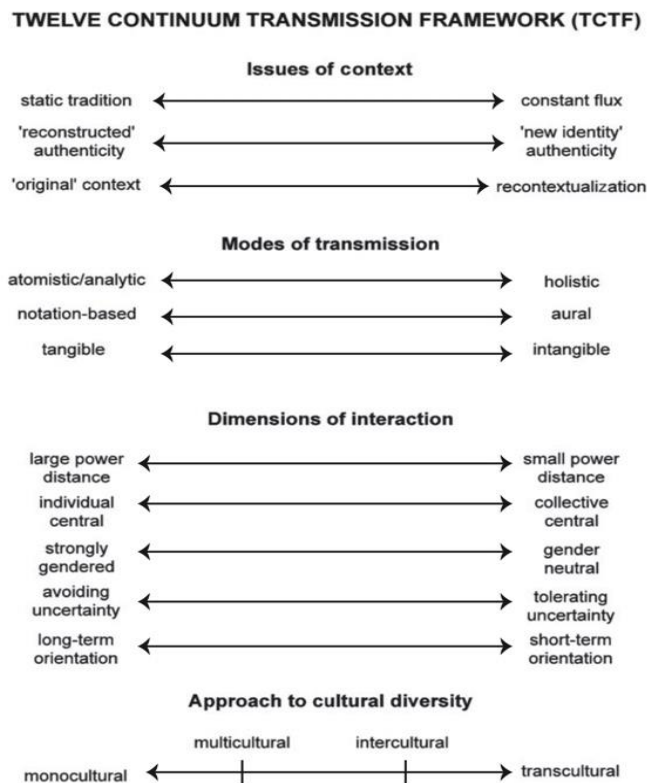 TWELVE CONTINUUM TRANSMISSION FRAMEWORK (TCTF)
Issues of context
static tradition constant flux
'reconstructed' authenticity 'new identity' authenticity
'original' context recontextualization
Modes of transmission
atomistic/analytic holistic
notation-based aural
tangible intangible
Dimensions of interaction
large power distance small power distance
individual central collective central
strongly gendered gender neutral
avoiding uncertainty tolerating uncertainty
long-term orientation short-term orientation
Approach to cultural diversity
multicultural intercultural
monocultural transcultural